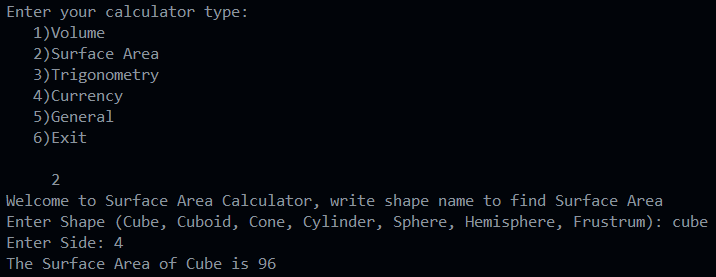 Enter your calculator type:
1)Volume
2)Surface Area
3)Trigonometry
4)Currency
5)General
6)Exit
2
Welcome to Surface Area Calculator, write shape name to find Surface Area
Enter Shape (Cube, Cuboid, Cone, Cylinder, Sphere, Hemisphere, Frustrum): cube
Enter Side: 4
The Surface Area of Cube is 96